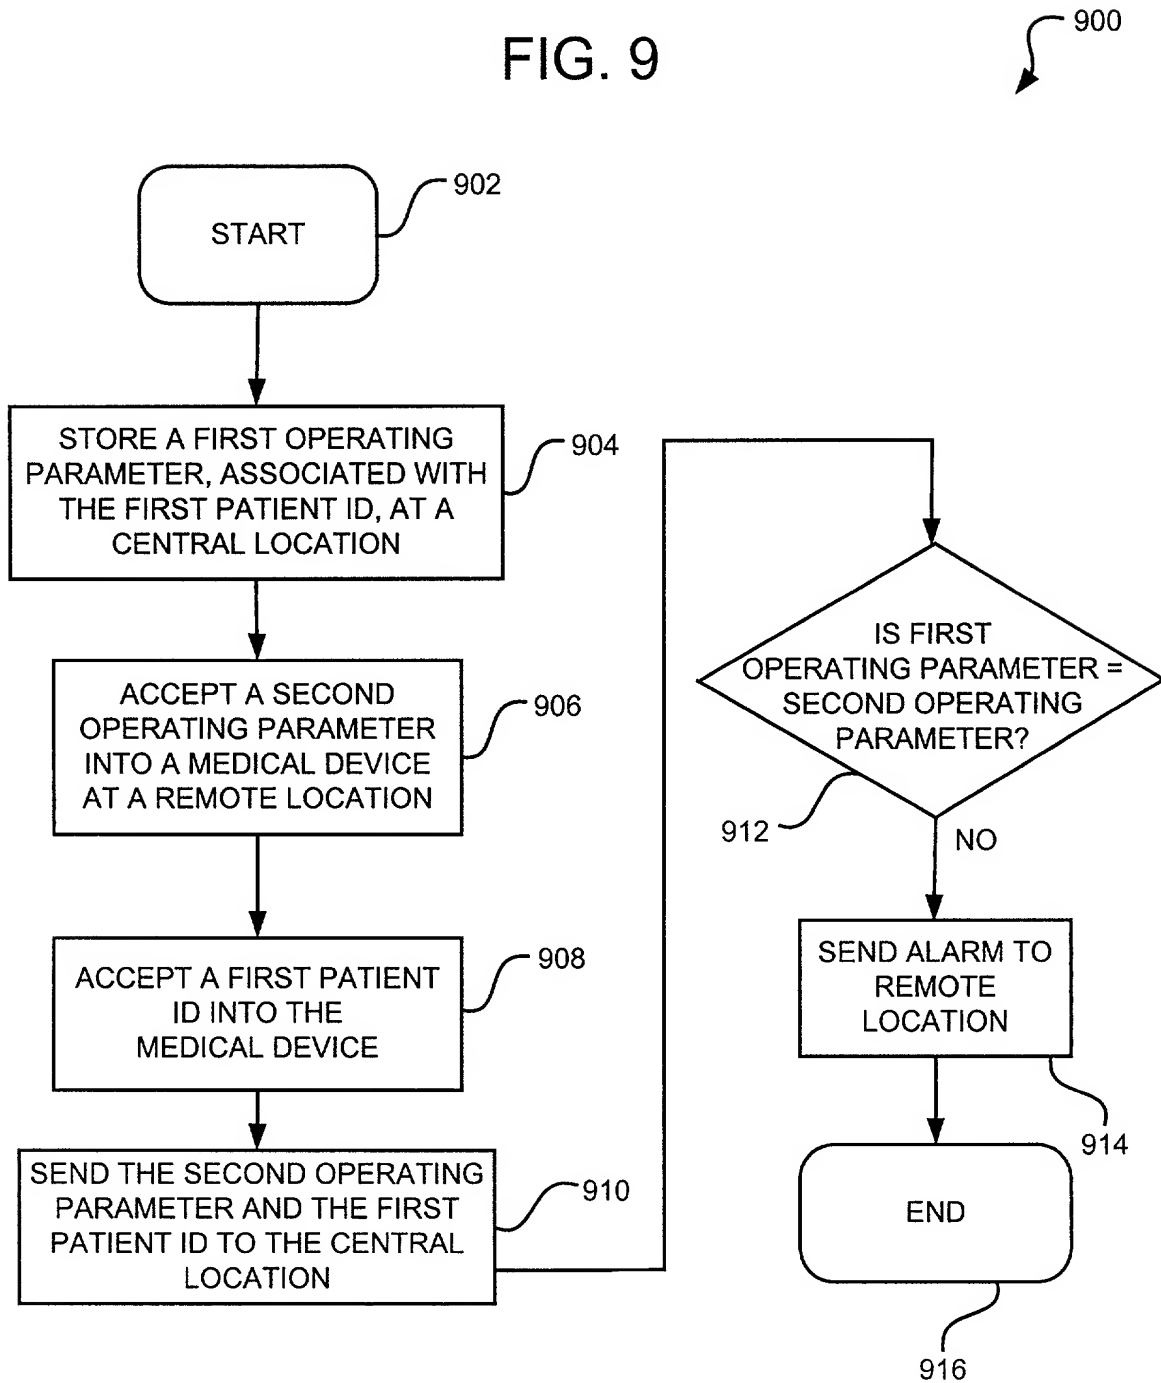 FIG. 9
900
START
902
STORE A FIRST OPERATING
PARAMETER, ASSOCIATED WITH
THE FIRST PATIENT ID, AT A
CENTRAL LOCATION
904
ACCEPT A SECOND
OPERATING PARAMETER
INTO A MEDICAL DEVICE
AT A REMOTE LOCATION
906
ACCEPT A FIRST PATIENT
ID INTO THE
MEDICAL DEVICE
908
SEND THE SECOND OPERATING
PARAMETER AND THE FIRST
PATIENT ID TO THE CENTRAL
LOCATION
910
IS FIRST
OPERATING PARAMETER =
SECOND OPERATING
PARAMETER?
912
NO
SEND ALARM TO
REMOTE
LOCATION
914
END
916